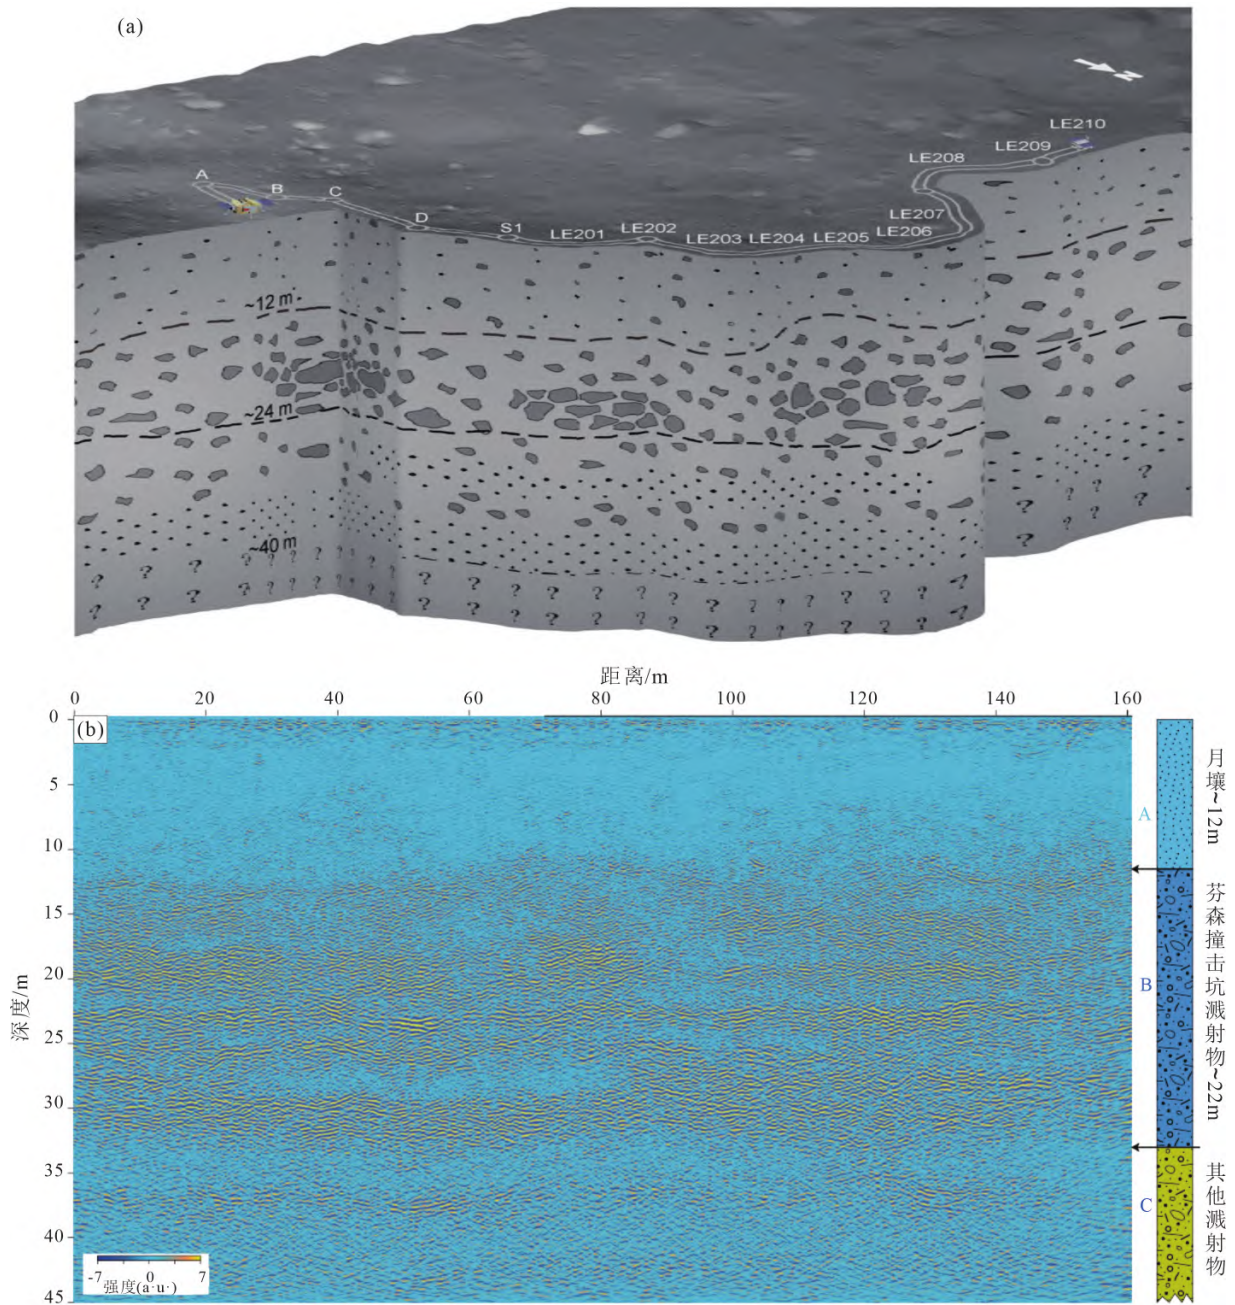 (a)
N
LE210
LE209
LE208
A
B
C
LE207
D
S1
LE201
LE202
LE203
LE204
LE205
LE206
~12 m
~24 m
~40 m
? ? ? ? ? ? ? ? ? ? ? ? ? ? ? ? ? ? ? ? ?
距离/m
0 20 40 60 80 100 120 140 160
(b)
0
5
10
15
20
25
30
35
40
45
深度/m
-7 0 7
强度(a·u·)
A
B
C
月壤~12m
芬森撞击坑溅射物~22m
其他溅射物